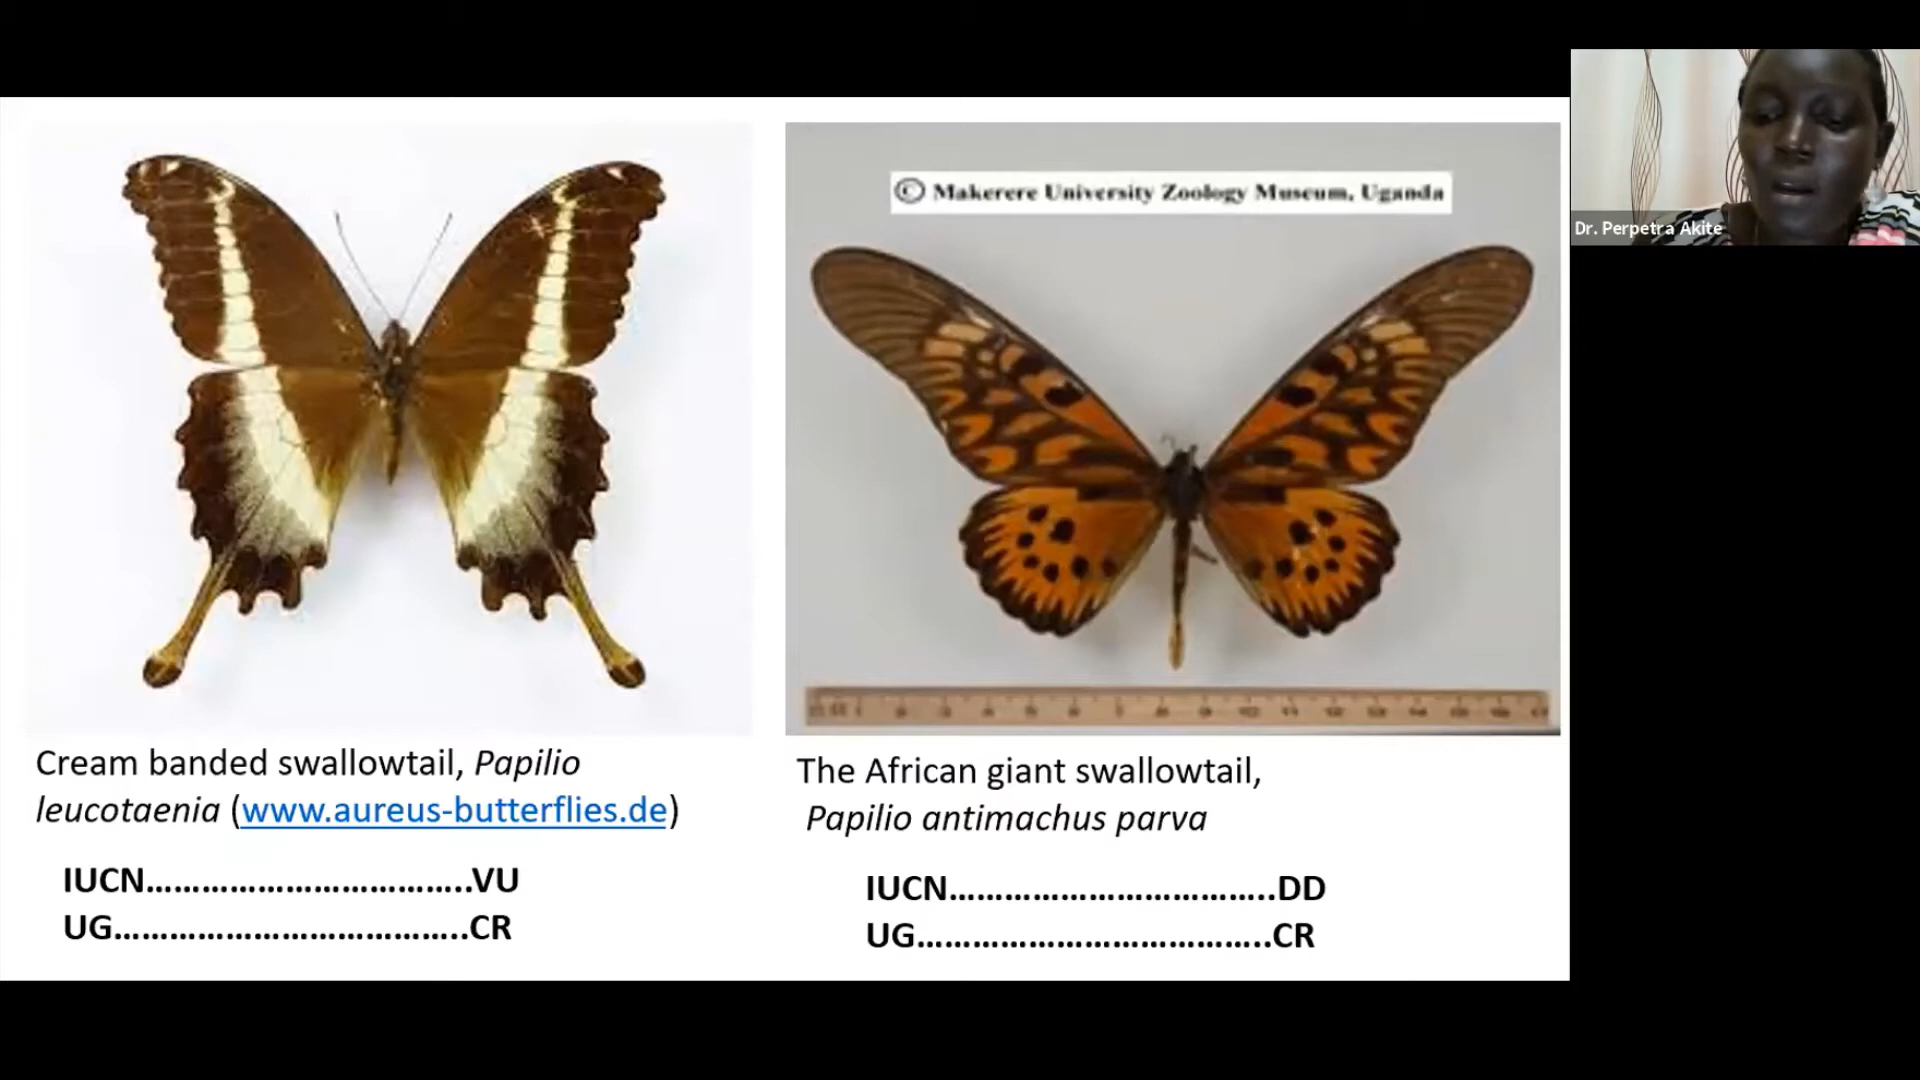 © Makerere University Zoology Museum, Uganda
Dr. Perpetra Akite
Cream banded swallowtail, Papilio
leucotaenia (www.aureus-butterflies.de)
IUCN……………………………..VU
UG………………………………..CR
The African giant swallowtail,
Papilio antimachus parva
IUCN……………………………..DD
UG………………………………..CR